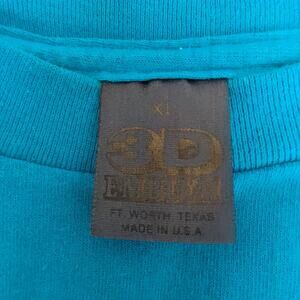 XL
3D
EMBLEM
FT. WORTH, TEXAS
MADE IN U.S.A.